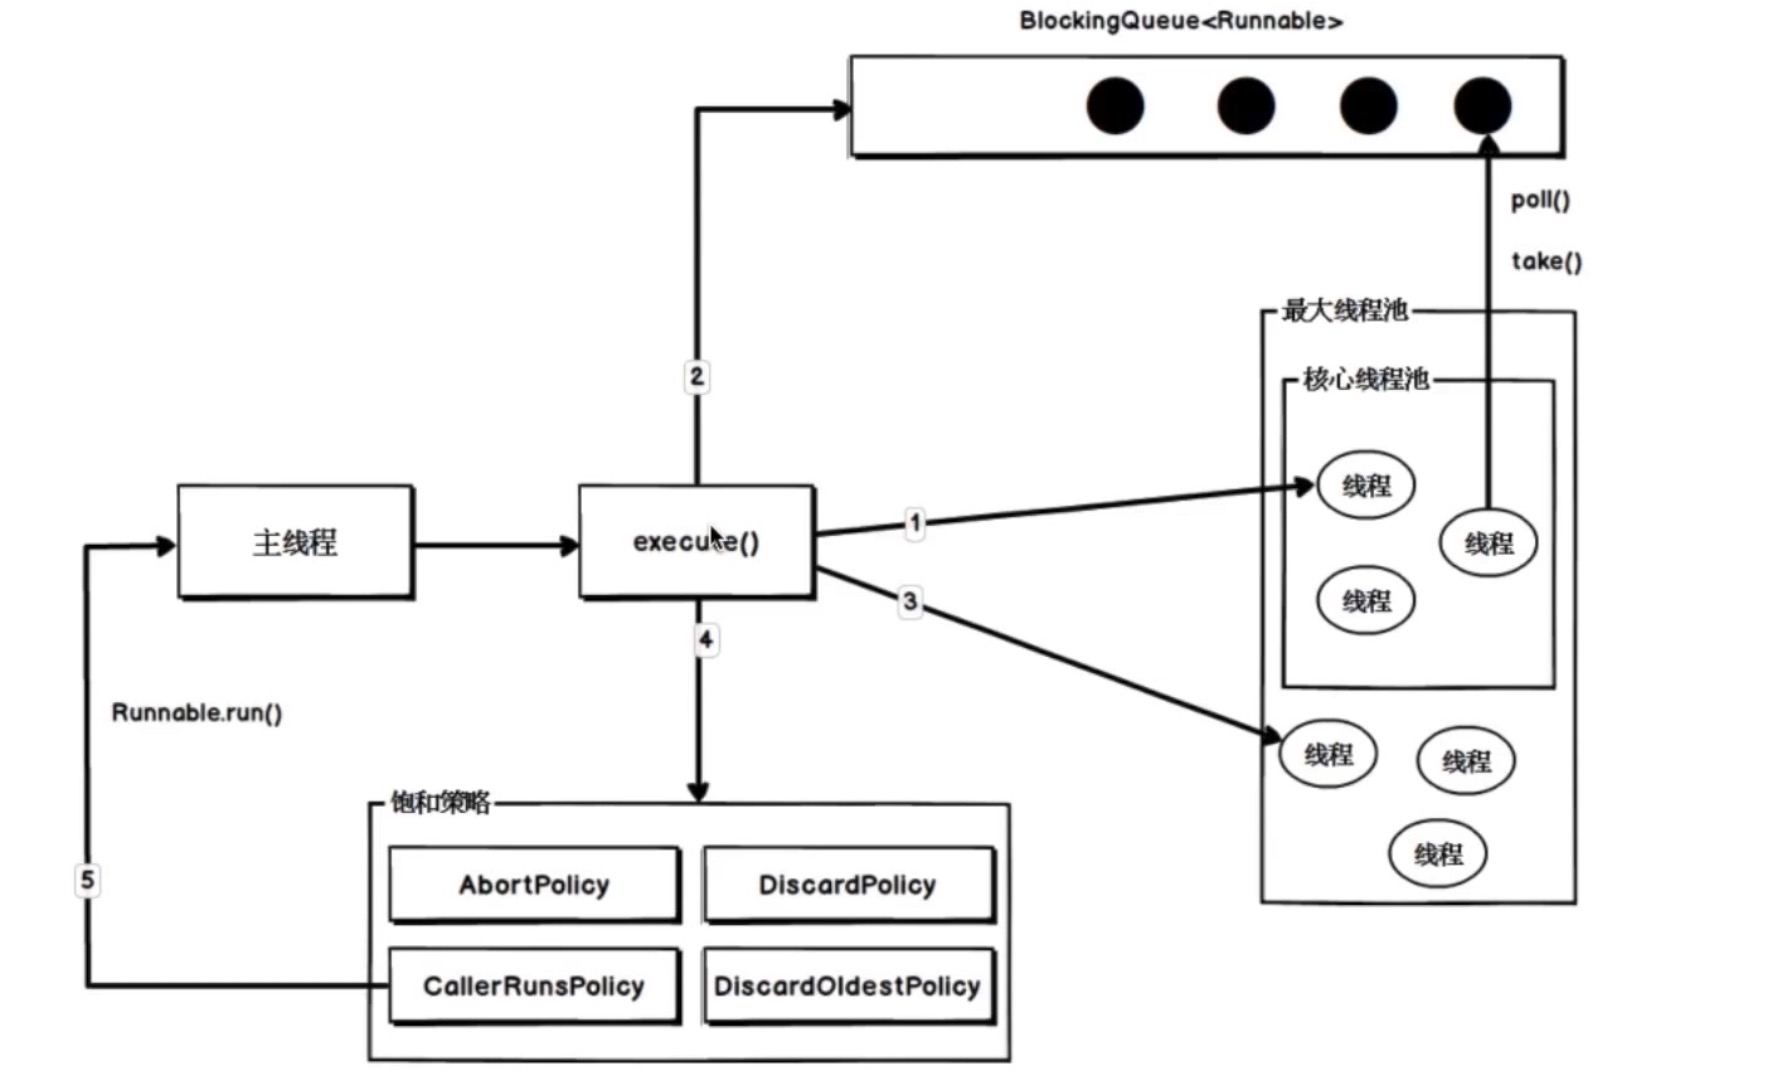 BlockingQueue<Runnable>
poll()
take()
最大线程池
2
核心线程池
线程
1
主线程
execute()
线程
3
线程
4
Runnable.run()
线程
线程
饱和策略
线程
5
AbortPolicy
DiscardPolicy
CallerRunsPolicy
DiscardOldestPolicy